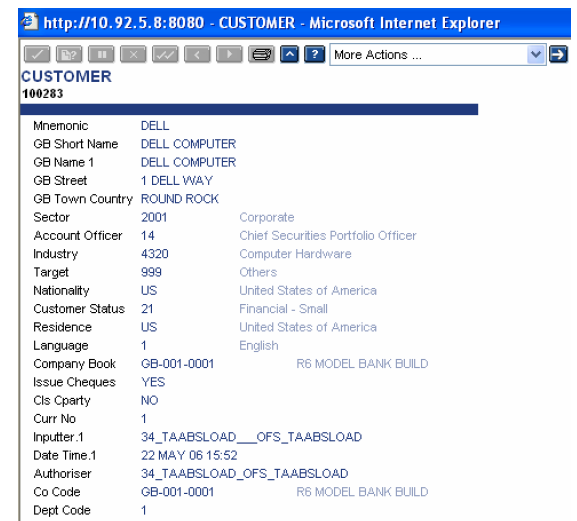 http://10.92.5.8:8080 - CUSTOMER - Microsoft Internet Explorer
More Actions ...
CUSTOMER
100283
Mnemonic DELL
GB Short Name DELL COMPUTER
GB Name 1 DELL COMPUTER
GB Street 1 DELL WAY
GB Town Country ROUND ROCK
Sector 2001 Corporate
Account Officer 14 Chief Securities Portfolio Officer
Industry 4320 Computer Hardware
Target 999 Others
Nationality US United States of America
Customer Status 21 Financial - Small
Residence US United States of America
Language 1 English
Company Book GB-001-0001 R6 MODEL BANK BUILD
Issue Cheques YES
Cls Cparty NO
Curr No 1
Inputter.1 34_TAABSLOAD___OFS_TAABSLOAD
Date Time.1 22 MAY 06 15:52
Authoriser 34_TAABSLOAD_OFS_TAABSLOAD
Co Code GB-001-0001 R6 MODEL BANK BUILD
Dept Code 1